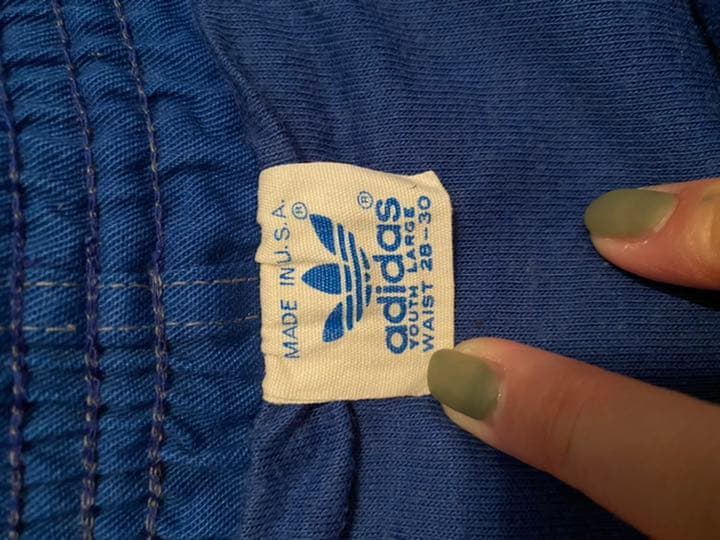 MADE IN U.S.A.
®
®
adidas
YOUTH LARGE
WAIST 28-30